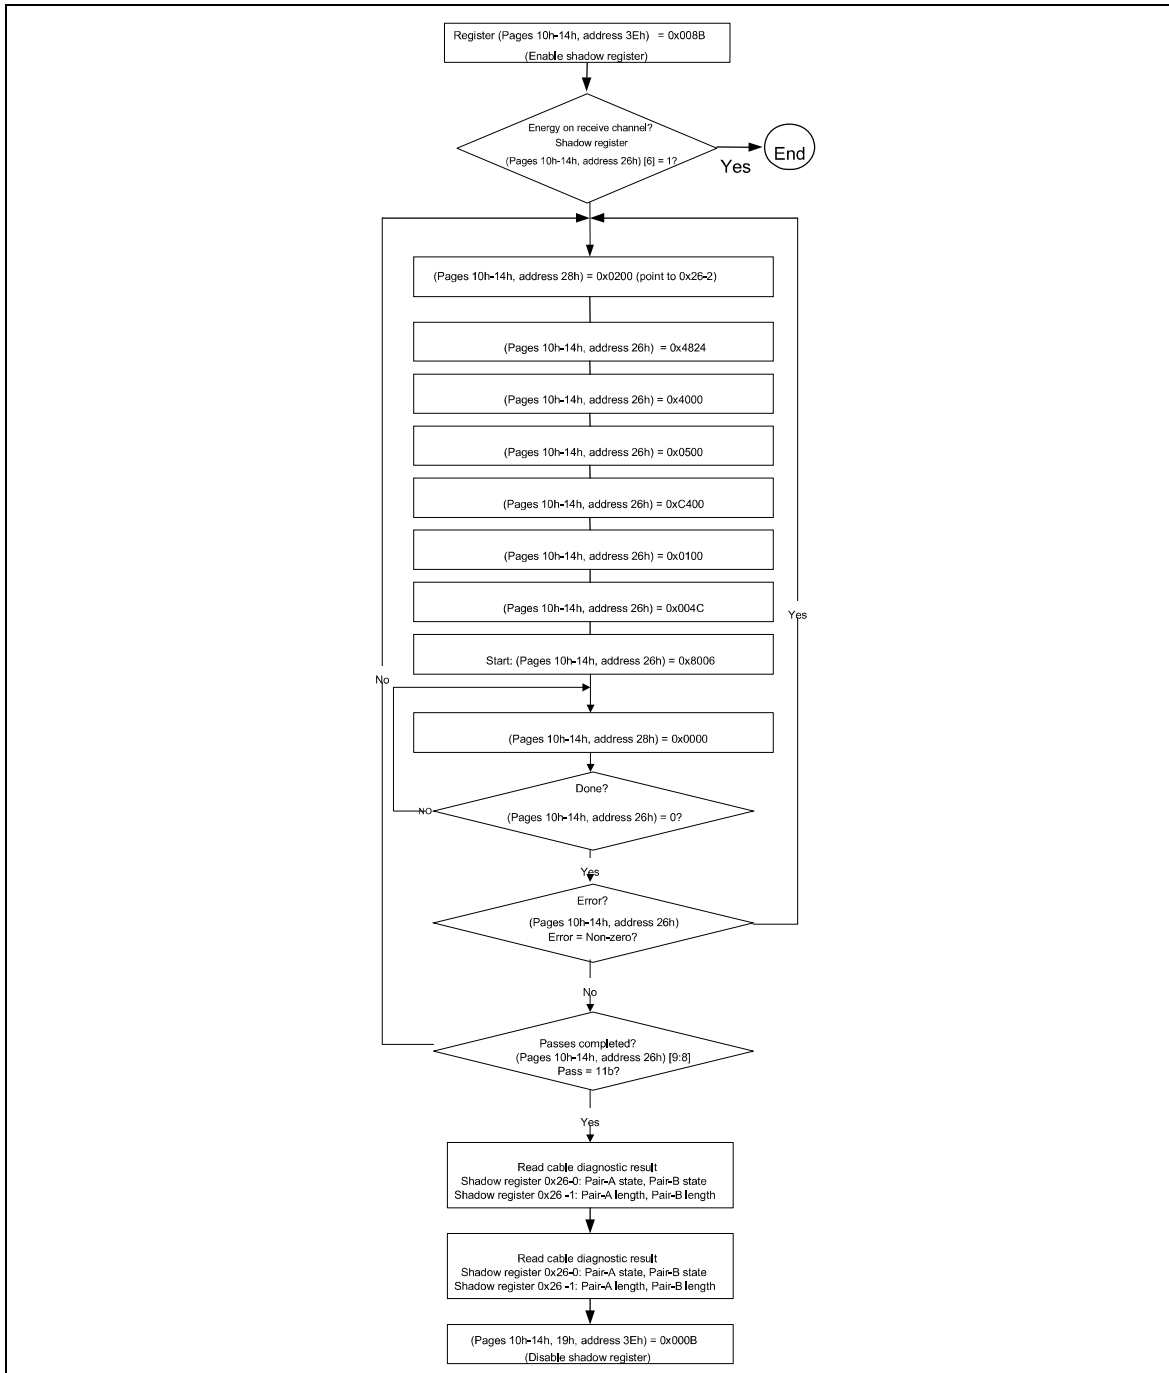 Register (Pages 10h-14h, address 3Eh) = 0x008B
(Enable shadow register)
Energy on receive channel?
Shadow register
(Pages 10h-14h, address 26h) [6] = 1?
Yes
End
(Pages 10h-14h, address 28h) = 0x0200 (point to 0x26-2)
(Pages 10h-14h, address 26h) = 0x4824
(Pages 10h-14h, address 26h) = 0x4000
(Pages 10h-14h, address 26h) = 0x0500
(Pages 10h-14h, address 26h) = 0xC400
(Pages 10h-14h, address 26h) = 0x0100
(Pages 10h-14h, address 26h) = 0x004C
Yes
Start: (Pages 10h-14h, address 26h) = 0x8006
No
(Pages 10h-14h, address 28h) = 0x0000
Done?
NO
(Pages 10h-14h, address 26h) = 0?
Yes
Error?
(Pages 10h-14h, address 26h)
Error = Non-zero?
No
Passes completed?
(Pages 10h-14h, address 26h) [9:8]
Pass = 11b?
Yes
Read cable diagnostic result
Shadow register 0x26-0: Pair-A state, Pair-B state
Shadow register 0x26 -1: Pair-A length, Pair-B length
Read cable diagnostic result
Shadow register 0x26-0: Pair-A state, Pair-B state
Shadow register 0x26 -1: Pair-A length, Pair-B length
(Pages 10h-14h, 19h, address 3Eh) = 0x000B
(Disable shadow register)